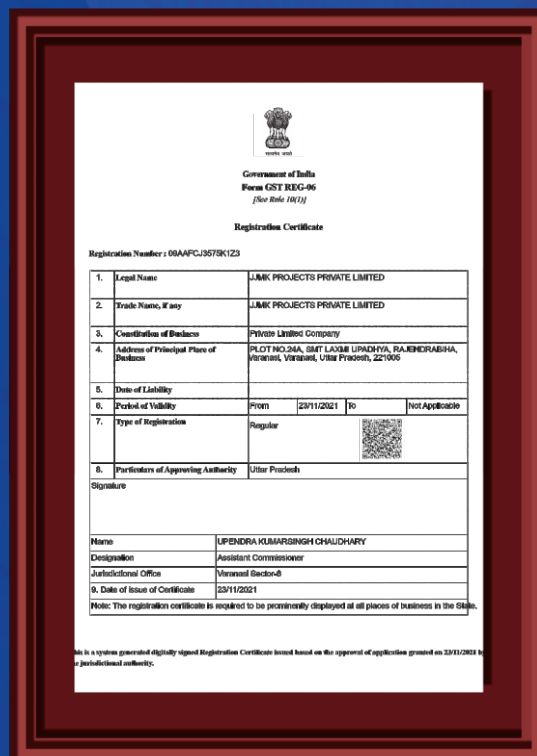 सत्यमेव जयते
Government of India
Form GST REG-06
[See Rule 10(1)]
Registration Certificate
Registration Number : 09AAFCJ3575K1Z3
1. Legal Name JJMK PROJECTS PRIVATE LIMITED
2. Trade Name, if any JJMK PROJECTS PRIVATE LIMITED
3. Constitution of Business Private Limited Company
4. Address of Principal Place of Business PLOT NO.24A, SMT LAXMI UPADHYA, RAJENDRABIHA,
Varanasi, Varanasi, Uttar Pradesh, 221005
5. Date of Liability
6. Period of Validity From 23/11/2021 To Not Applicable
7. Type of Registration Regular
8. Particulars of Approving Authority Uttar Pradesh
Signature
Name UPENDRA KUMARSINGH CHAUDHARY
Designation Assistant Commissioner
Jurisdictional Office Varanasi Sector-8
9. Date of issue of Certificate 23/11/2021
Note: The registration certificate is required to be prominently displayed at all places of business in the State.
his is a system generated digitally signed Registration Certificate issued based on the approval of application granted on 23/11/2021 b
e jurisdictional authority.